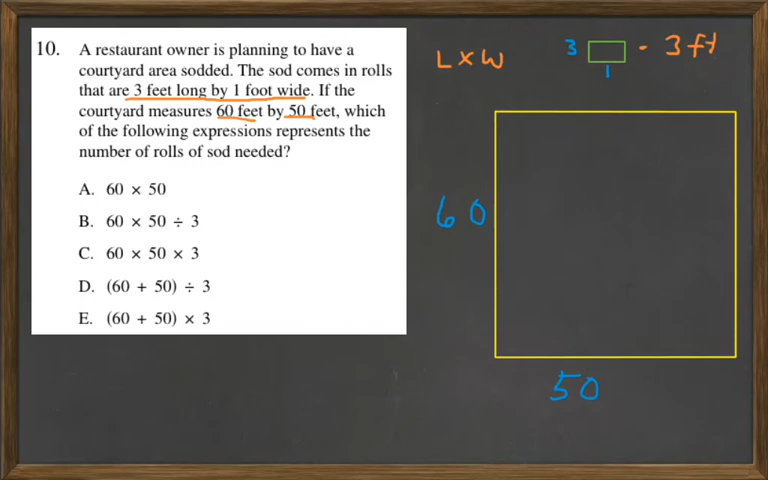 10. A restaurant owner is planning to have a
courtyard area sodded. The sod comes in rolls
that are 3 feet long by 1 foot wide. If the
courtyard measures 60 feet by 50 feet, which
of the following expressions represents the
number of rolls of sod needed?
A. 60 × 50
B. 60 × 50 ÷ 3
C. 60 × 50 × 3
D. (60 + 50) ÷ 3
E. (60 + 50) × 3
L x W
3 - 3 ft
1
60
50